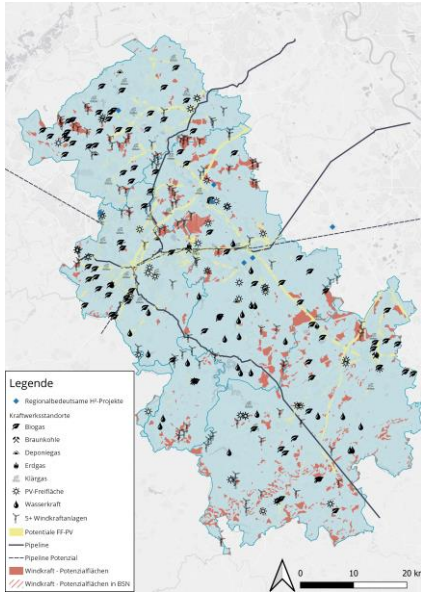 Legende
Regionalbedeutsame H²-Projekte
Kraftwerksstandorte
Biogas
Braunkohle
Deponiegas
Erdgas
Klärgas
PV-Freifläche
Wasserkraft
5+ Windkraftanlagen
Potentiale FF-PV
Pipeline
Pipeline Potenzial
Windkraft - Potenzialflächen
Windkraft - Potenzialflächen in BSN
0 10 20 km